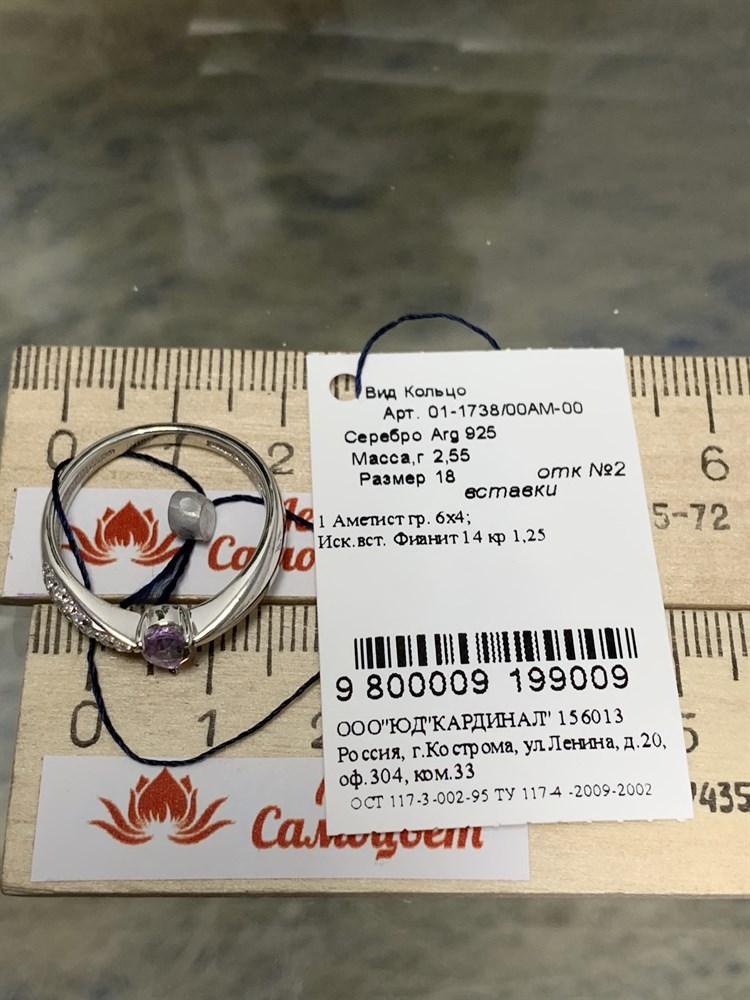 Вид Кольцо
Арт. 01-1738/00АМ-00
Серебро Arg 925
Масса,г 2,55
Размер 18
отк №2
вставки
1 Аметист гр. 6х4;
Иск.вст. Фианит 14 кр 1,25
9 800009 199009
ООО"ЮД"КАРДИНАЛ" 156013
Россия, г.Кострома, ул.Ленина, д.20,
оф.304, ком.33
ОСТ 117-3-002-95 ТУ 117-4 -2009-2002
0 2 6
5-72
Само
0 1 2 5
7435
Самоцвет